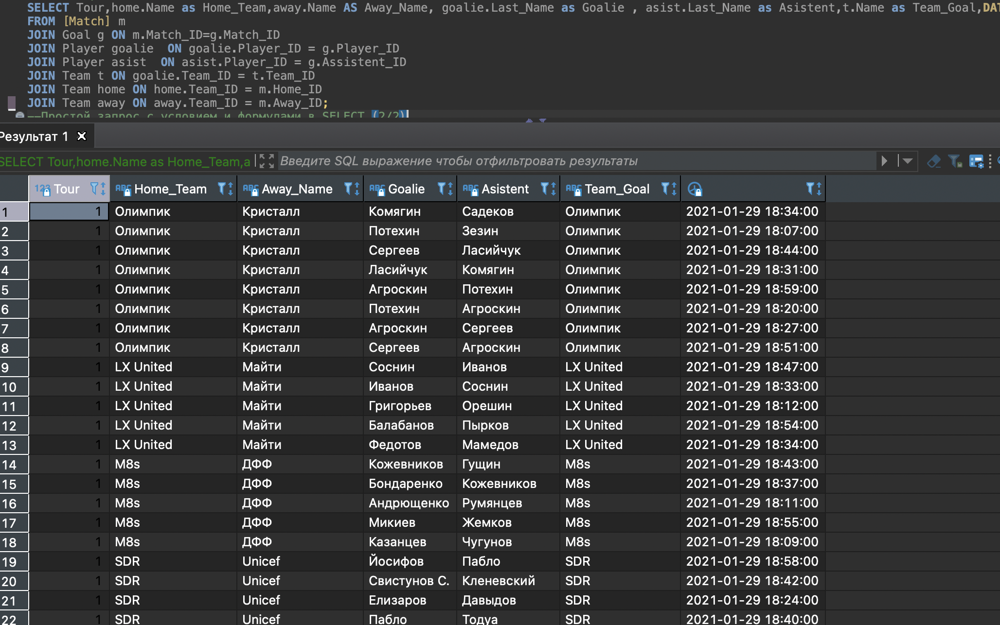 SELECT Tour,home.Name as Home_Team,away.Name AS Away_Name, goalie.Last_Name as Goalie , asist.Last_Name as Asistent,t.Name as Team_Goal,DAT
FROM [Match] m
JOIN Goal g ON m.Match_ID=g.Match_ID
JOIN Player goalie  ON goalie.Player_ID = g.Player_ID
JOIN Player asist  ON asist.Player_ID = g.Assistent_ID
JOIN Team t ON goalie.Team_ID = t.Team_ID
JOIN Team home ON home.Team_ID = m.Home_ID
JOIN Team away ON away.Team_ID = m.Away_ID;
--Простой запрос с условием и формулами в SELECT (2/2)
Результат 1
SELECT Tour,home.Name as Home_Team,a Введите SQL выражение чтобы отфильтровать результаты
123 Tour ABC Home_Team ABC Away_Name ABC Goalie ABC Asistent ABC Team_Goal
1 1 Олимпик Кристалл Комягин Садеков Олимпик 2021-01-29 18:34:00
2 1 Олимпик Кристалл Потехин Зезин Олимпик 2021-01-29 18:07:00
3 1 Олимпик Кристалл Сергеев Ласийчук Олимпик 2021-01-29 18:44:00
4 1 Олимпик Кристалл Ласийчук Комягин Олимпик 2021-01-29 18:31:00
5 1 Олимпик Кристалл Агроскин Потехин Олимпик 2021-01-29 18:59:00
6 1 Олимпик Кристалл Потехин Агроскин Олимпик 2021-01-29 18:20:00
7 1 Олимпик Кристалл Агроскин Сергеев Олимпик 2021-01-29 18:27:00
8 1 Олимпик Кристалл Сергеев Агроскин Олимпик 2021-01-29 18:51:00
9 1 LX United Майти Соснин Иванов LX United 2021-01-29 18:47:00
10 1 LX United Майти Иванов Соснин LX United 2021-01-29 18:33:00
11 1 LX United Майти Григорьев Орешин LX United 2021-01-29 18:12:00
12 1 LX United Майти Балабанов Пырков LX United 2021-01-29 18:54:00
13 1 LX United Майти Федотов Мамедов LX United 2021-01-29 18:34:00
14 1 M8s ДФФ Кожевников Гущин M8s 2021-01-29 18:43:00
15 1 M8s ДФФ Бондаренко Кожевников M8s 2021-01-29 18:37:00
16 1 M8s ДФФ Андрющенко Румянцев M8s 2021-01-29 18:11:00
17 1 M8s ДФФ Микиев Жемков M8s 2021-01-29 18:55:00
18 1 M8s ДФФ Казанцев Чугунов M8s 2021-01-29 18:09:00
19 1 SDR Unicef Йосифов Пабло SDR 2021-01-29 18:58:00
20 1 SDR Unicef Свистунов С. Кленевский SDR 2021-01-29 18:42:00
21 1 SDR Unicef Елизаров Давыдов SDR 2021-01-29 18:24:00
22 1 SDR Unicef Пабло Тодуа SDR 2021-01-29 18:40:00